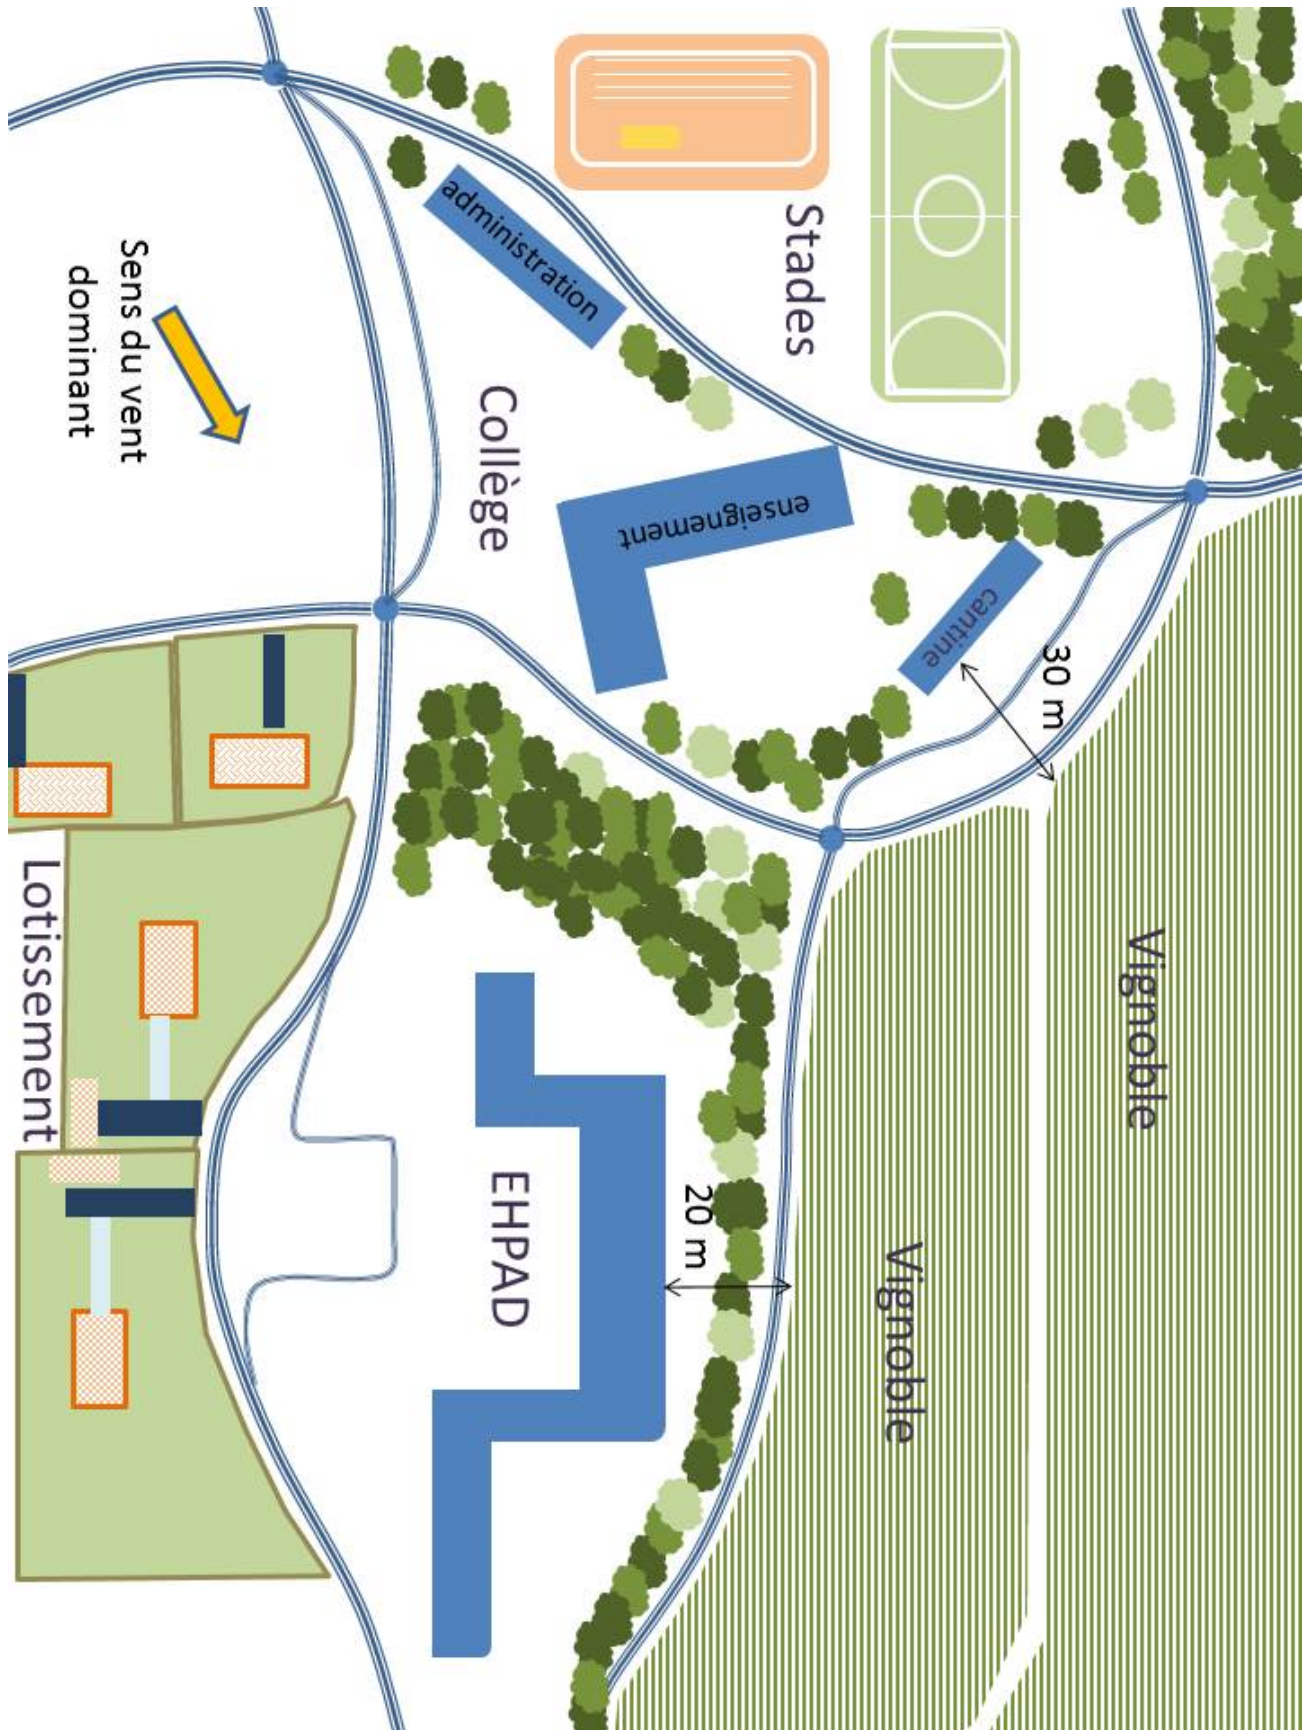 Stades
administration
Sens du vent
dominant
Collège
enseignement
cantine
30 m
Vignoble
Vignoble
20 m
EHPAD
Lotissement